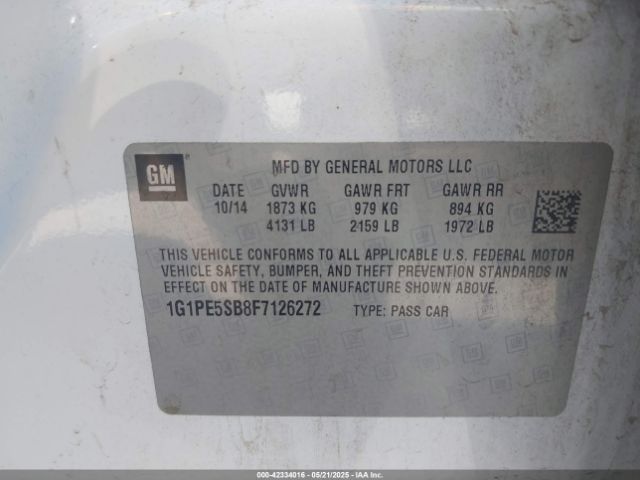 GM
MFD BY GENERAL MOTORS LLC
DATE GVWR GAWR FRT GAWR RR
10/14 1873 KG 979 KG 894 KG
4131 LB 2159 LB 1972 LB
THIS VEHICLE CONFORMS TO ALL APPLICABLE U.S. FEDERAL MOTOR
VEHICLE SAFETY, BUMPER, AND THEFT PREVENTION STANDARDS IN
EFFECT ON THE DATE OF MANUFACTURE SHOWN ABOVE.
1G1PE5SB8F7126272 TYPE: PASS CAR
000-42334016 - 05/21/2025 - IAAI.com